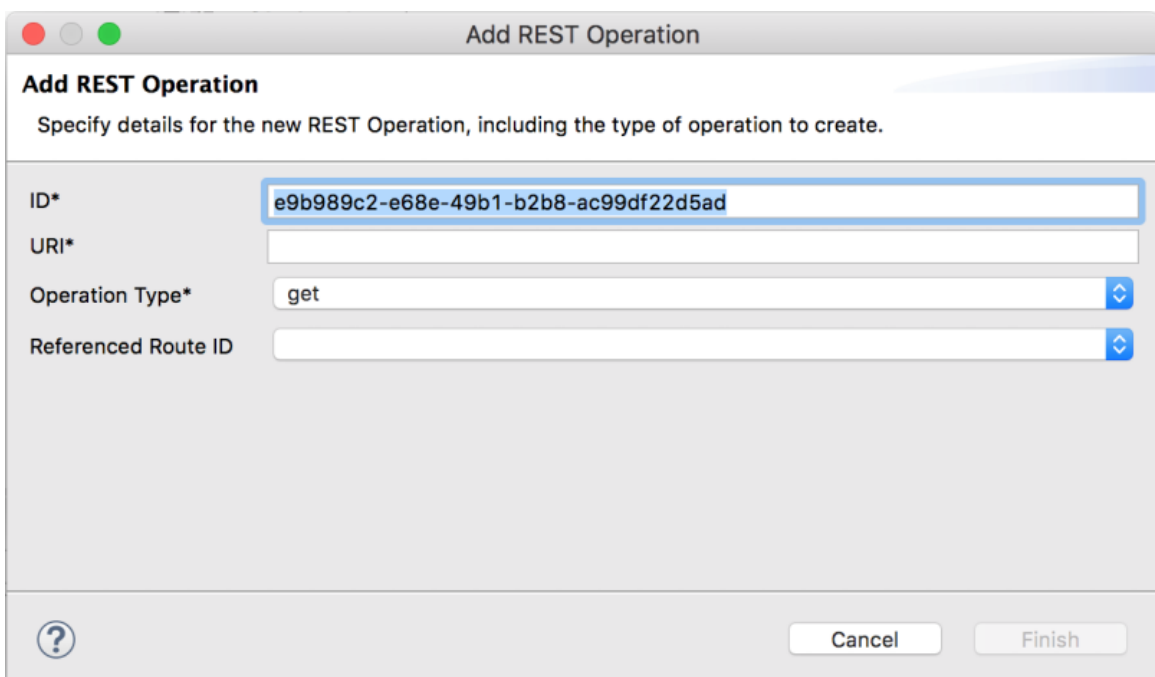 Add REST Operation
Add REST Operation
Specify details for the new REST Operation, including the type of operation to create.
ID* e9b989c2-e68e-49b1-b2b8-ac99df22d5ad
URI*
Operation Type* get
Referenced Route ID
? Cancel Finish